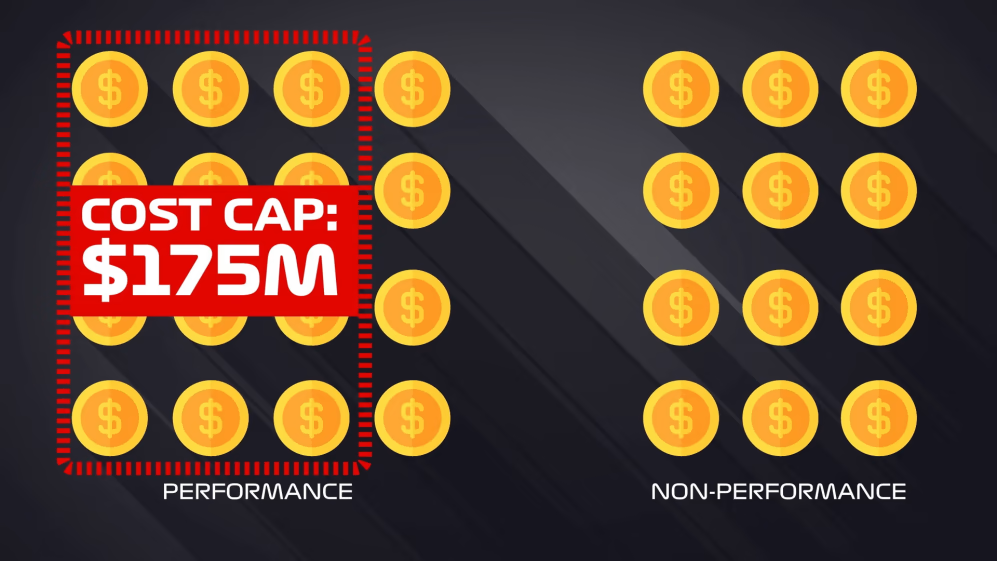 COST CAP:
$175M
PERFORMANCE
NON-PERFORMANCE